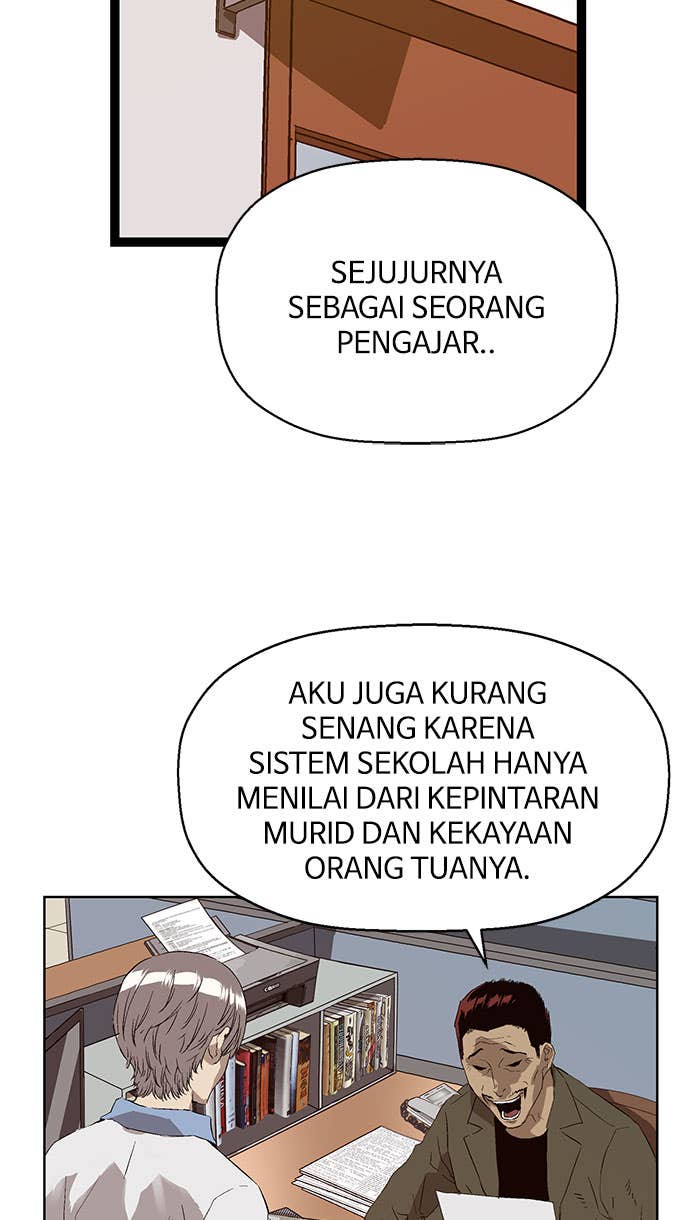 SEJUJURNYA
SEBAGAI SEORANG
PENGAJAR..
AKU JUGA KURANG
SENANG KARENA
SISTEM SEKOLAH HANYA
MENILAI DARI KEPINTARAN
MURID DAN KEKAYAAN
ORANG TUANYA.